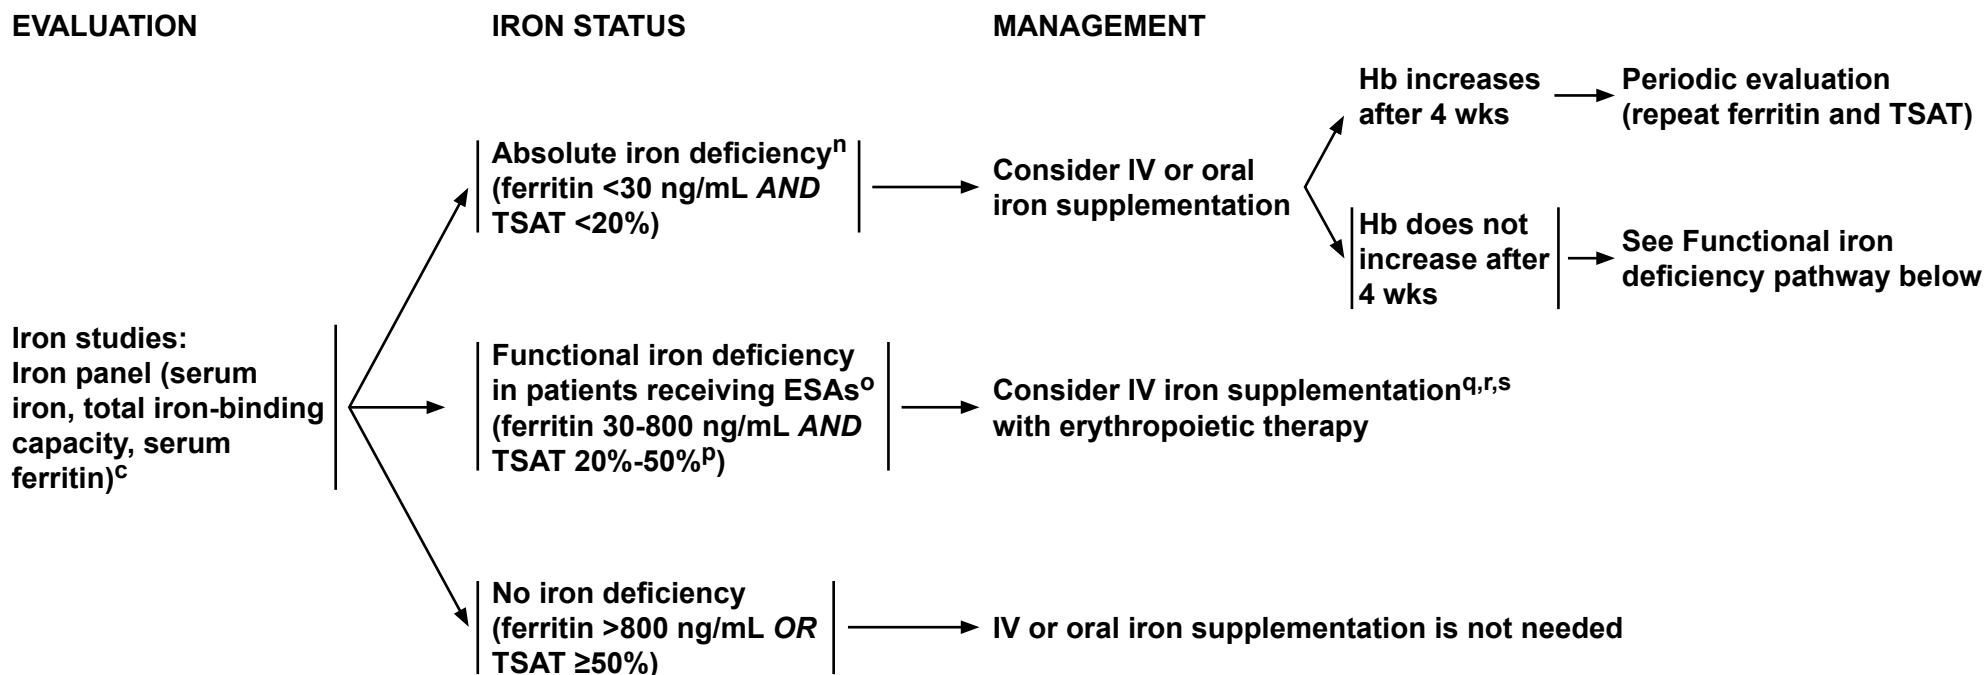 EVALUATION
IRON STATUS
MANAGEMENT
Iron studies:
Iron panel (serum
iron, total iron-binding
capacity, serum
ferritin)c
Absolute iron deficiencyn
(ferritin <30 ng/mL AND
TSAT <20%)
Consider IV or oral
iron supplementation
Hb increases
after 4 wks
Periodic evaluation
(repeat ferritin and TSAT)
Hb does not
increase after
4 wks
See Functional iron
deficiency pathway below
Functional iron deficiency
in patients receiving ESAso
(ferritin 30-800 ng/mL AND
TSAT 20%-50%p)
Consider IV iron supplementationq,r,s
with erythropoietic therapy
No iron deficiency
(ferritin >800 ng/mL OR
TSAT ≥50%)
IV or oral iron supplementation is not needed